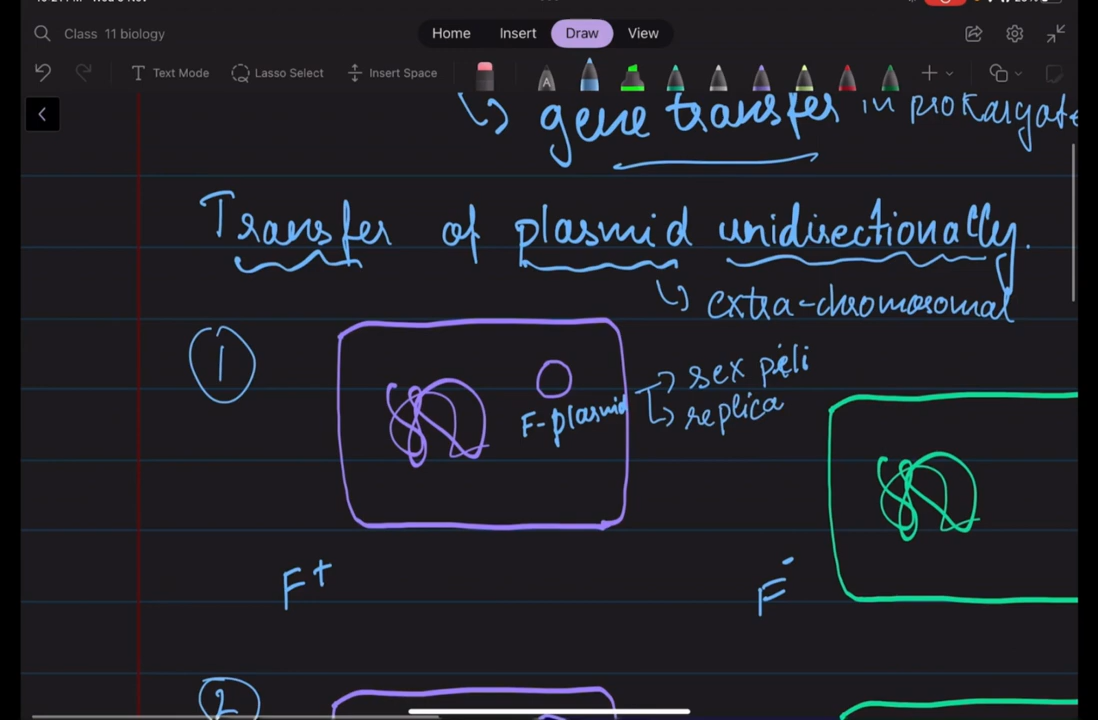 Class 11 biology
Home Insert Draw View
Text Mode Lasso Select Insert Space
A
↳ gene transfer in prokaryote
Transfer of plasmid unidirectionally.
↳ extra-chromosomal
1
→ sex pili
F-plasmid ↳ replica
F+
F-
2